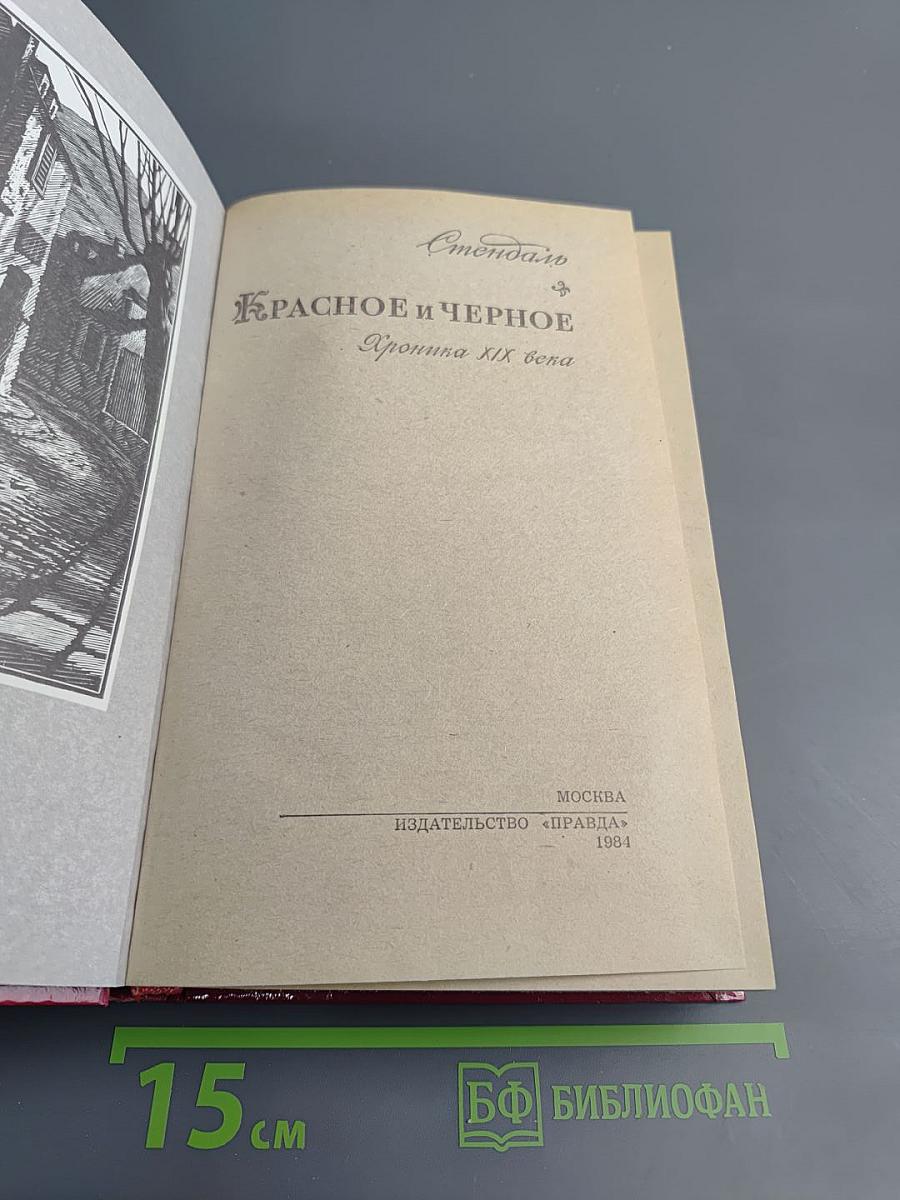 Стендаль
КРАСНОЕ и ЧЕРНОЕ
Хроника XIX века
МОСКВА
ИЗДАТЕЛЬСТВО «ПРАВДА»
1984
15 см
БФ БИБЛИОФАН